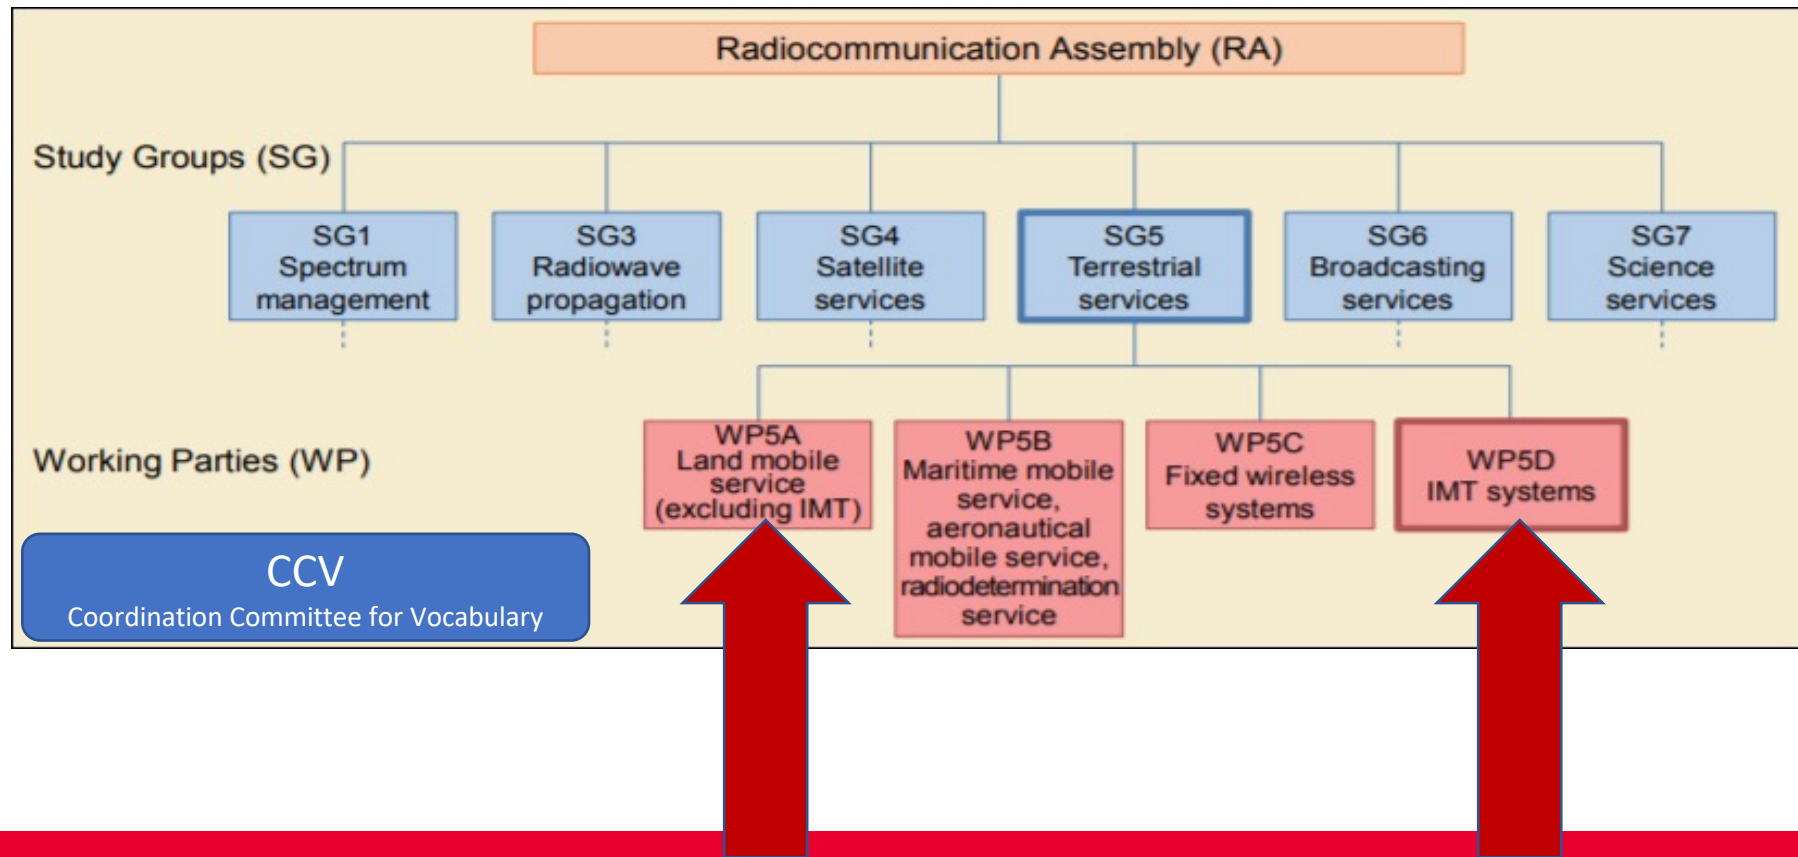 Radiocommunication Assembly (RA)
Study Groups (SG)
SG1
Spectrum
management
SG3
Radiowave
propagation
SG4
Satellite
services
SG5
Terrestrial
services
SG6
Broadcasting
services
SG7
Science
services
Working Parties (WP)
WP5A
Land mobile
service
(excluding IMT)
WP5B
Maritime mobile
service,
aeronautical
mobile service,
radiodetermination
service
WP5C
Fixed wireless
systems
WP5D
IMT systems
CCV
Coordination Committee for Vocabulary